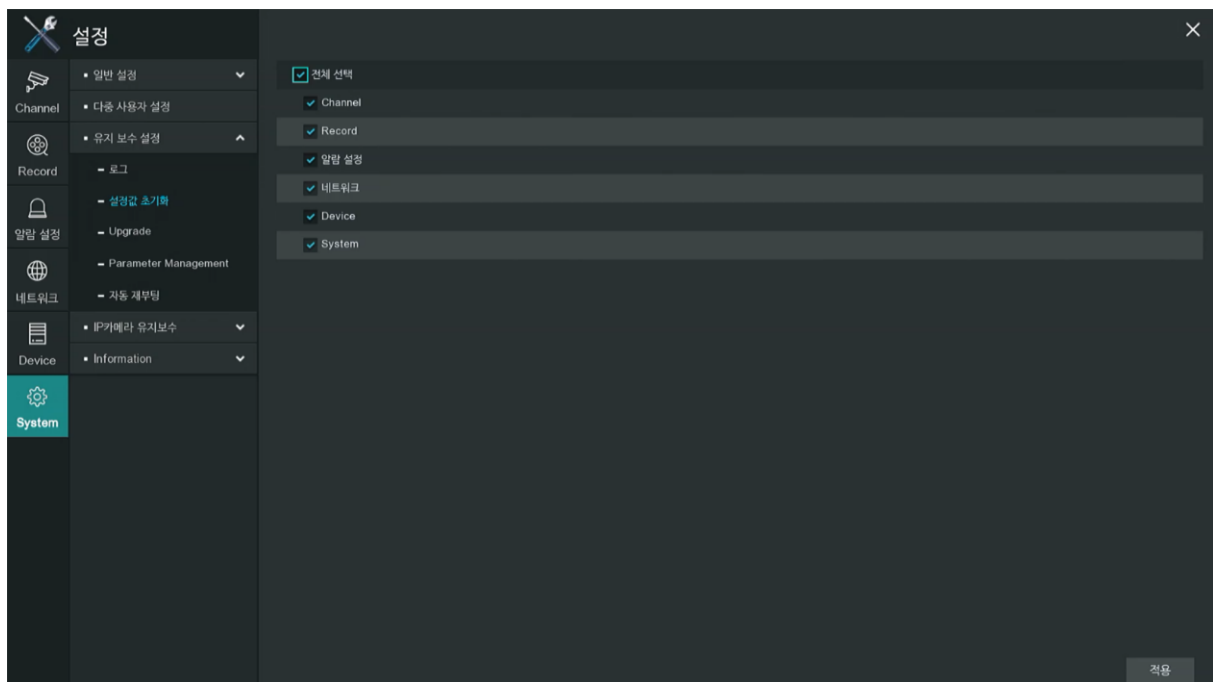 설정
Channel
Record
알람 설정
네트워크
Device
System
일반 설정
다중 사용자 설정
유지 보수 설정
로그
설정값 초기화
Upgrade
Parameter Management
자동 재부팅
IP카메라 유지보수
Information
전체 선택
Channel
Record
알람 설정
네트워크
Device
System
적용